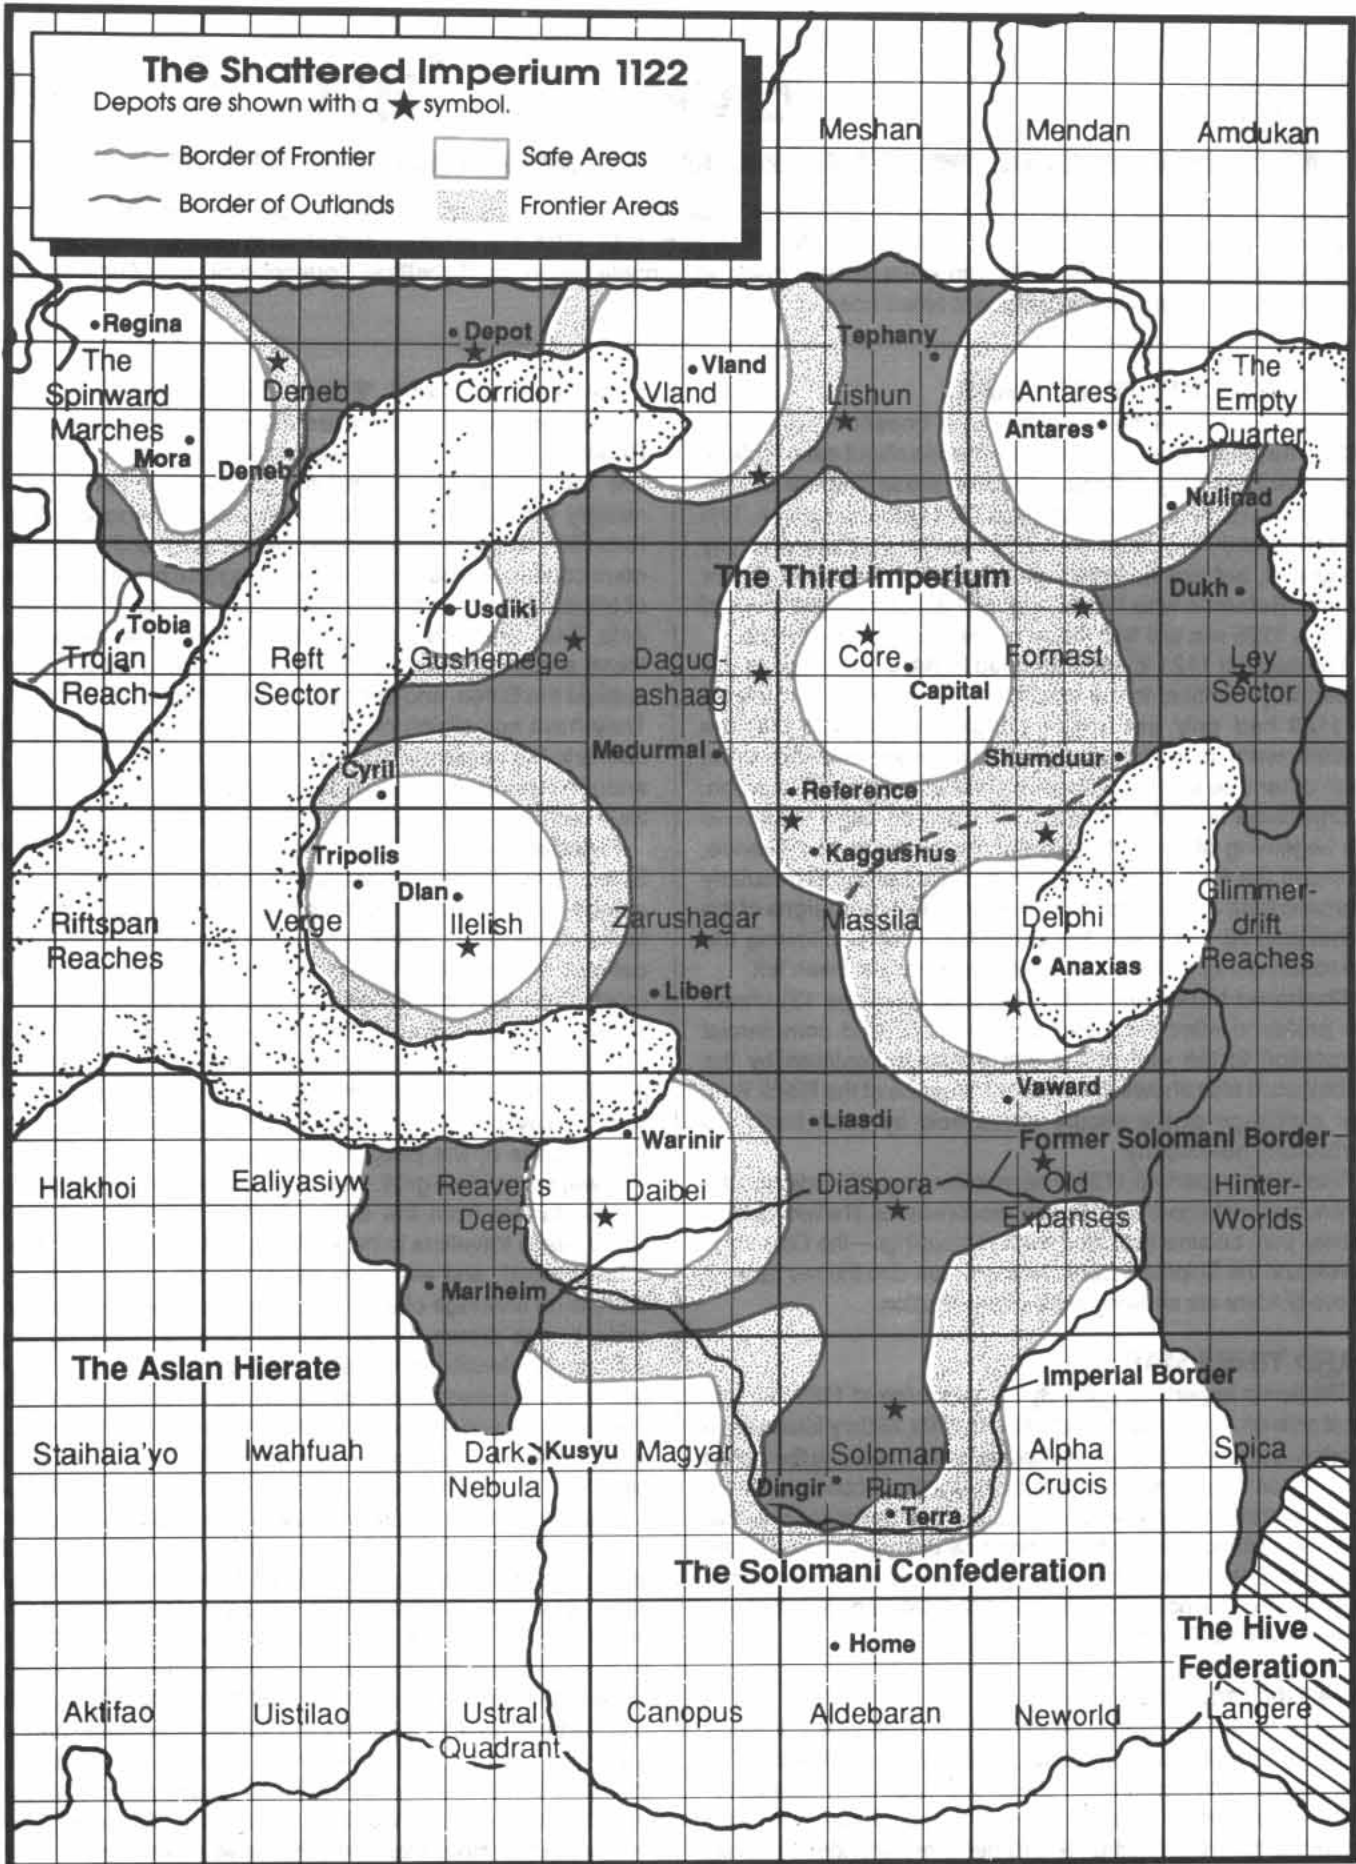 The Shattered Imperium 1122
Depots are shown with a ★ symbol.
Border of Frontier
Safe Areas
Border of Outlands
Frontier Areas
Meshan
Mendan
Amdukan
Regina
The
Spinward
Marches
Mora
Deneb
Deneb
Depot
Corridor
Vland
Vland
Tephany
Lishun
Antares
Antares
The
Empty
Quarter
Nulinad
The Third Imperium
Dukh
Usdiki
Gushemege
Tobia
Trojan
Reach
Reft
Sector
Dagud-
ashaag
Core
Capital
Fornast
Ley
Sector
Medurmal
Shumduur
Cyril
Reference
Kaggushus
Tripolis
Dlan
Verge
Ilelish
Zarushagar
Massila
Delphi
Glimmer-
drift
Reaches
Riftspan
Reaches
Anaxias
Libert
Vaward
Liasdi
Warinir
Former Solomani Border
Hlakhoi
Ealiyasiyw
Reaver's
Deep
Daibei
Diaspora
Old
Expanses
Hinter-
Worlds
Marlheim
The Aslan Hierate
Imperial Border
Staihaia'yo
Iwahfuah
Dark
Nebula
Kusyu
Magyar
Solomani
Rim
Dingir
Terra
Alpha
Crucis
Spica
The Solomani Confederation
Home
The Hive
Federation
Aktifao
Uistilao
Ustral
Quadrant
Canopus
Aldebaran
Neworld
Langere